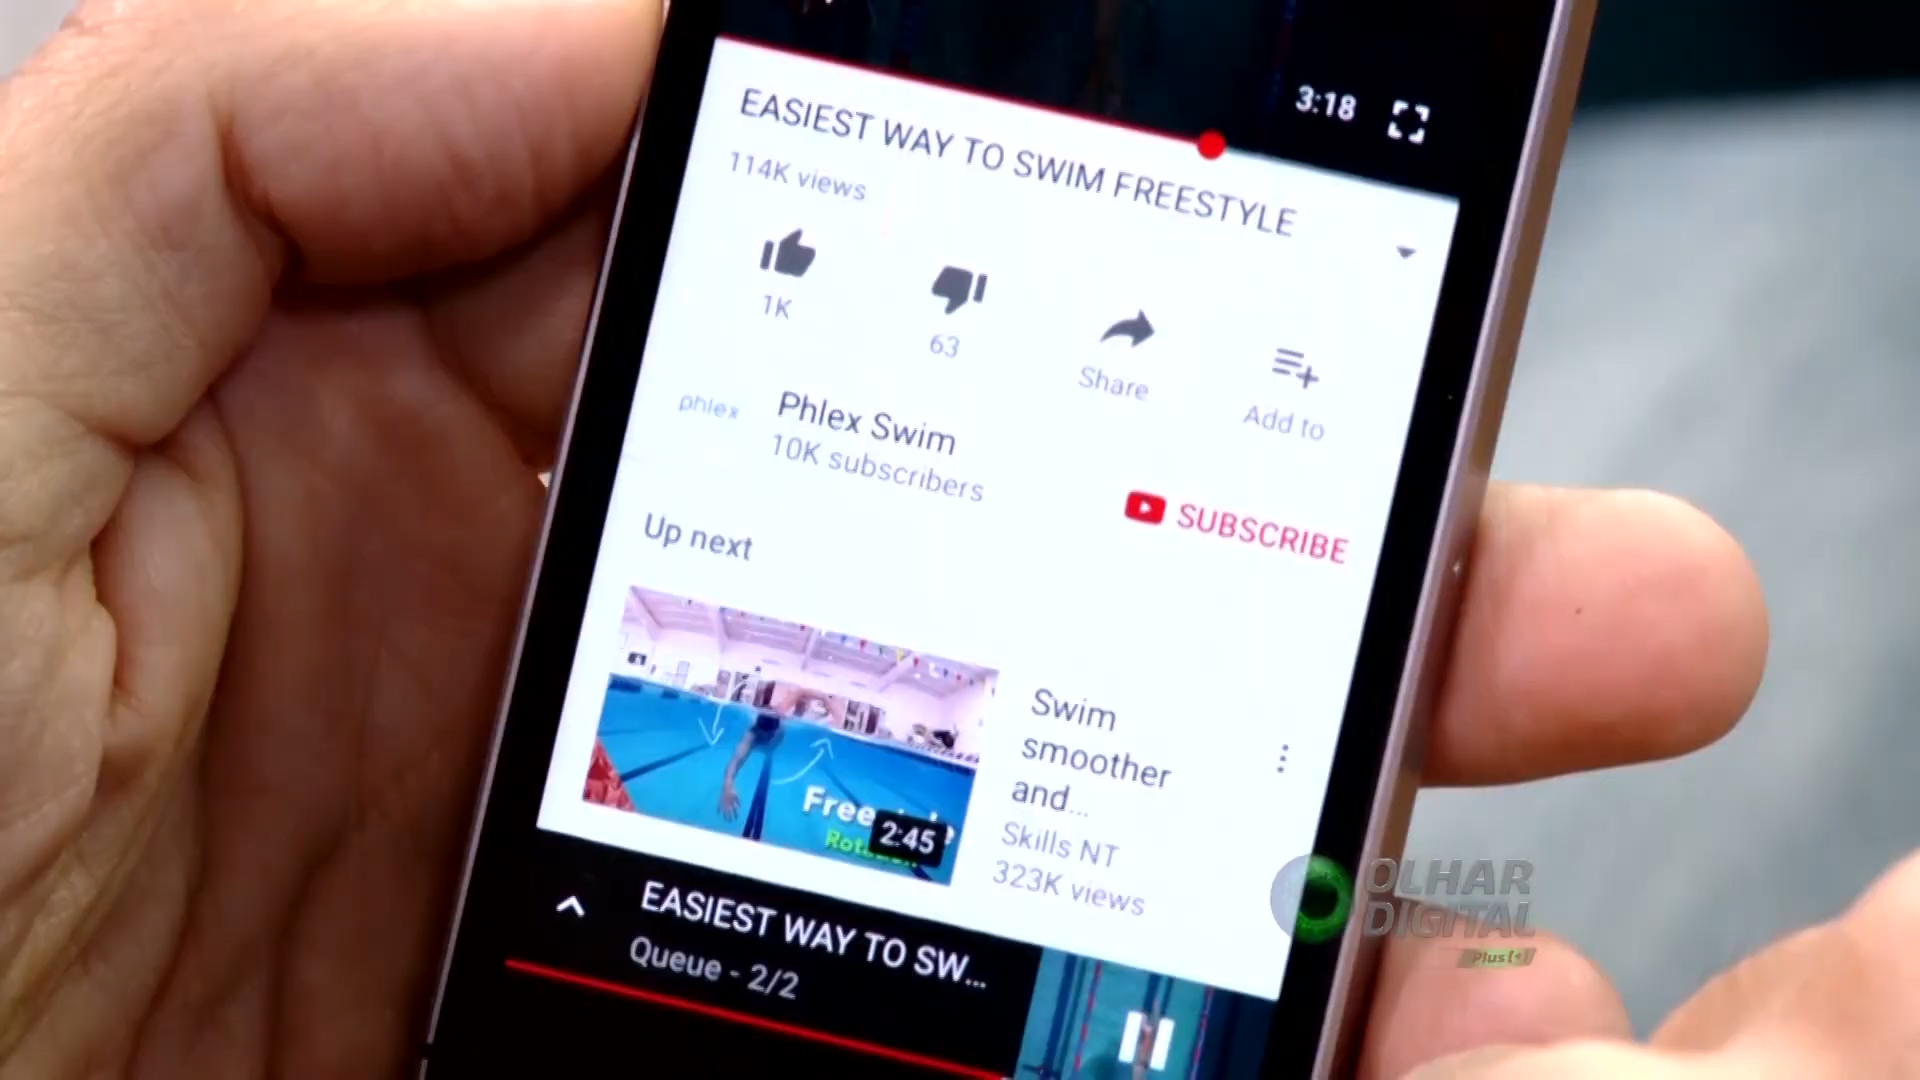 3:18
EASIEST WAY TO SWIM FREESTYLE
114K views
1K
63
Share
Add to
phlex
Phlex Swim
10K subscribers
SUBSCRIBE
Up next
Swim
smoother
and...
Skills NT
323K views
2:45
EASIEST WAY TO SW...
Queue - 2/2
OLHAR
DIGITAL
Plus[+]